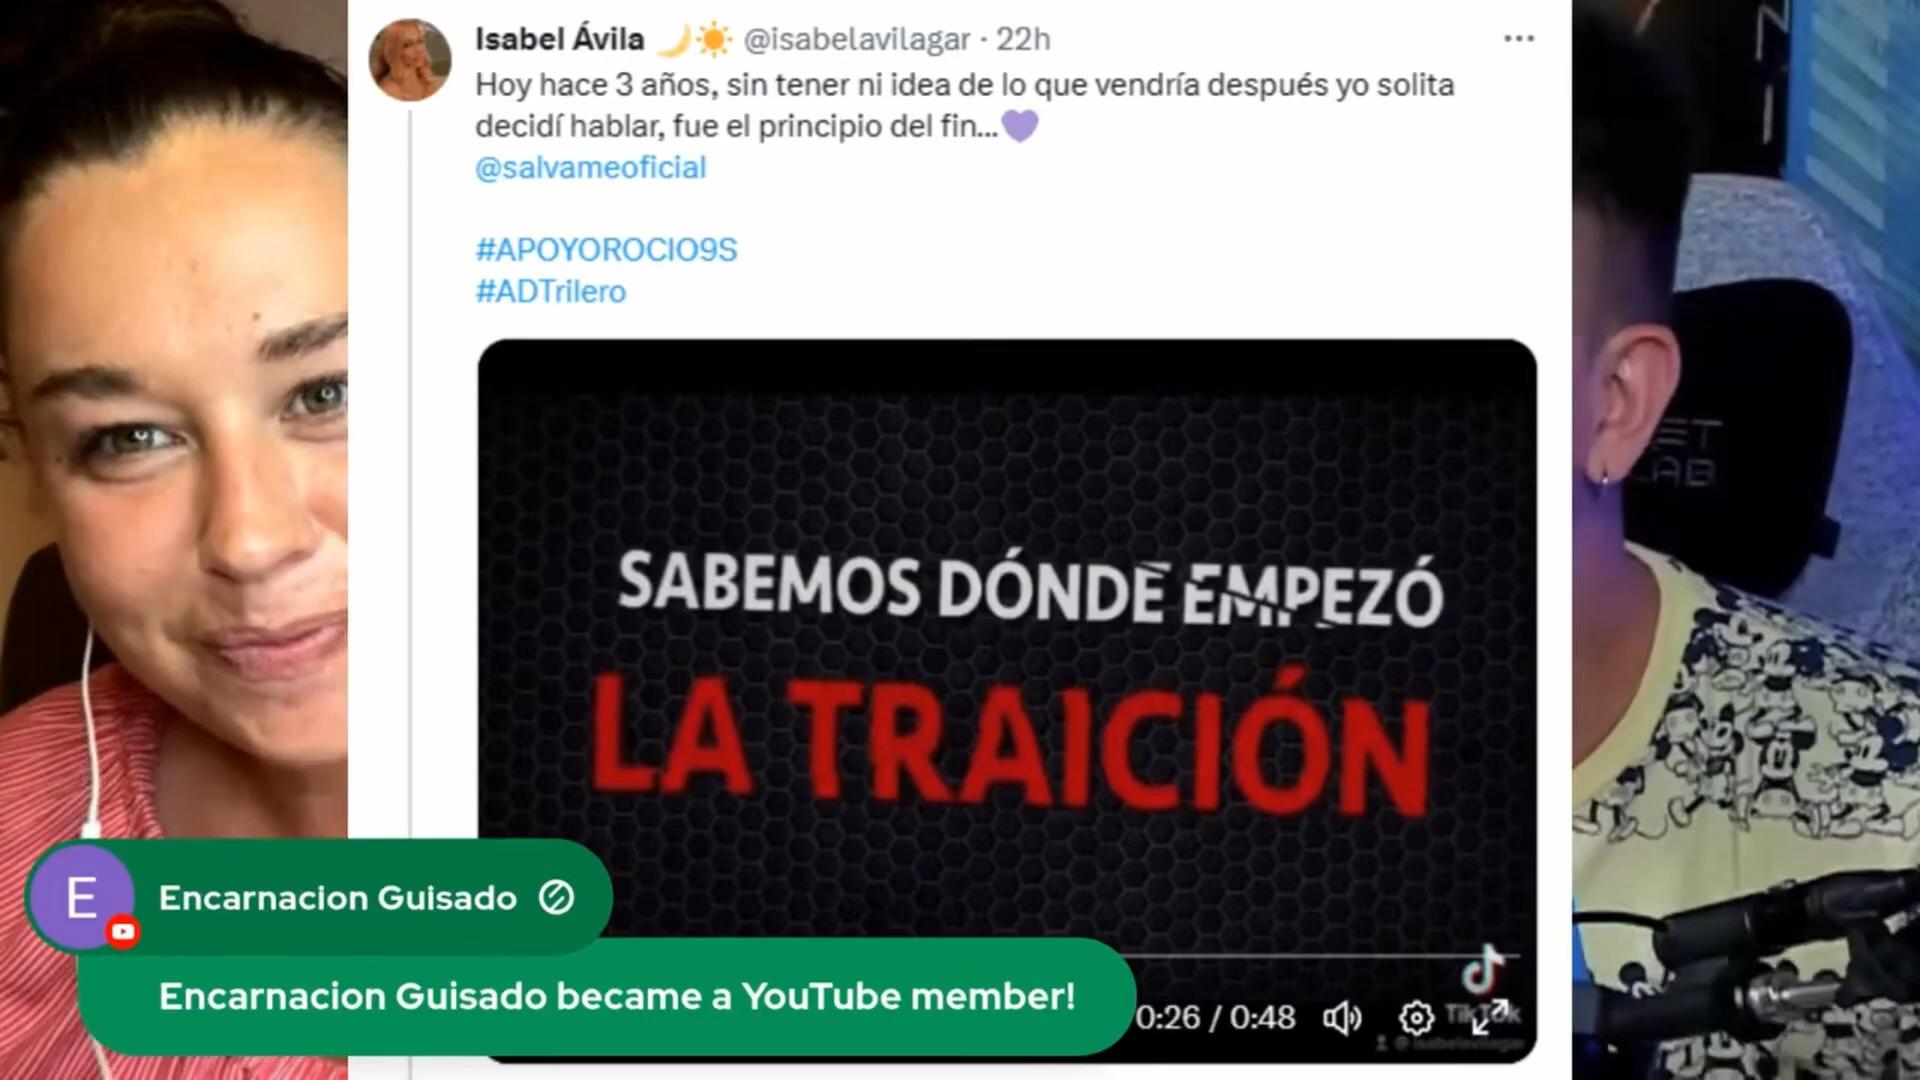 Isabel Ávila 🌙☀️ @isabelavilagar · 22h
Hoy hace 3 años, sin tener ni idea de lo que vendría después yo solita
decidí hablar, fue el principio del fin...💜
@salvameoficial
#APOYOROCIO9S
#ADTrilero
SABEMOS DÓNDE EMPEZÓ
LA TRAICIÓN
E
Encarnacion Guisado
Encarnacion Guisado became a YouTube member!
0:26 / 0:48
TikTok